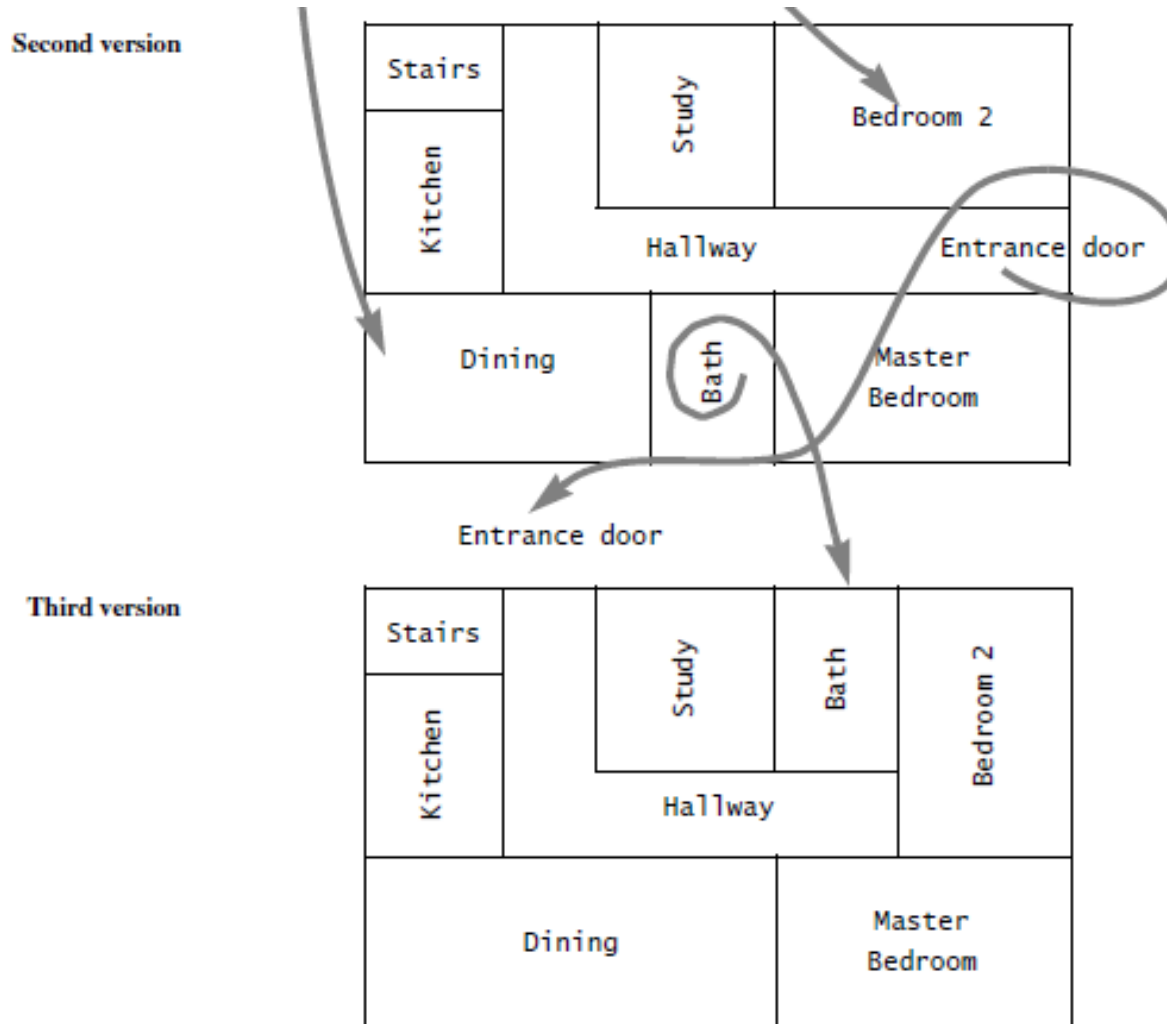 Second version
Stairs
Kitchen
Study
Bedroom 2
Hallway
Entrance door
Dining
Bath
Master
Bedroom
Entrance door
Third version
Stairs
Kitchen
Study
Bath
Bedroom 2
Hallway
Dining
Master
Bedroom